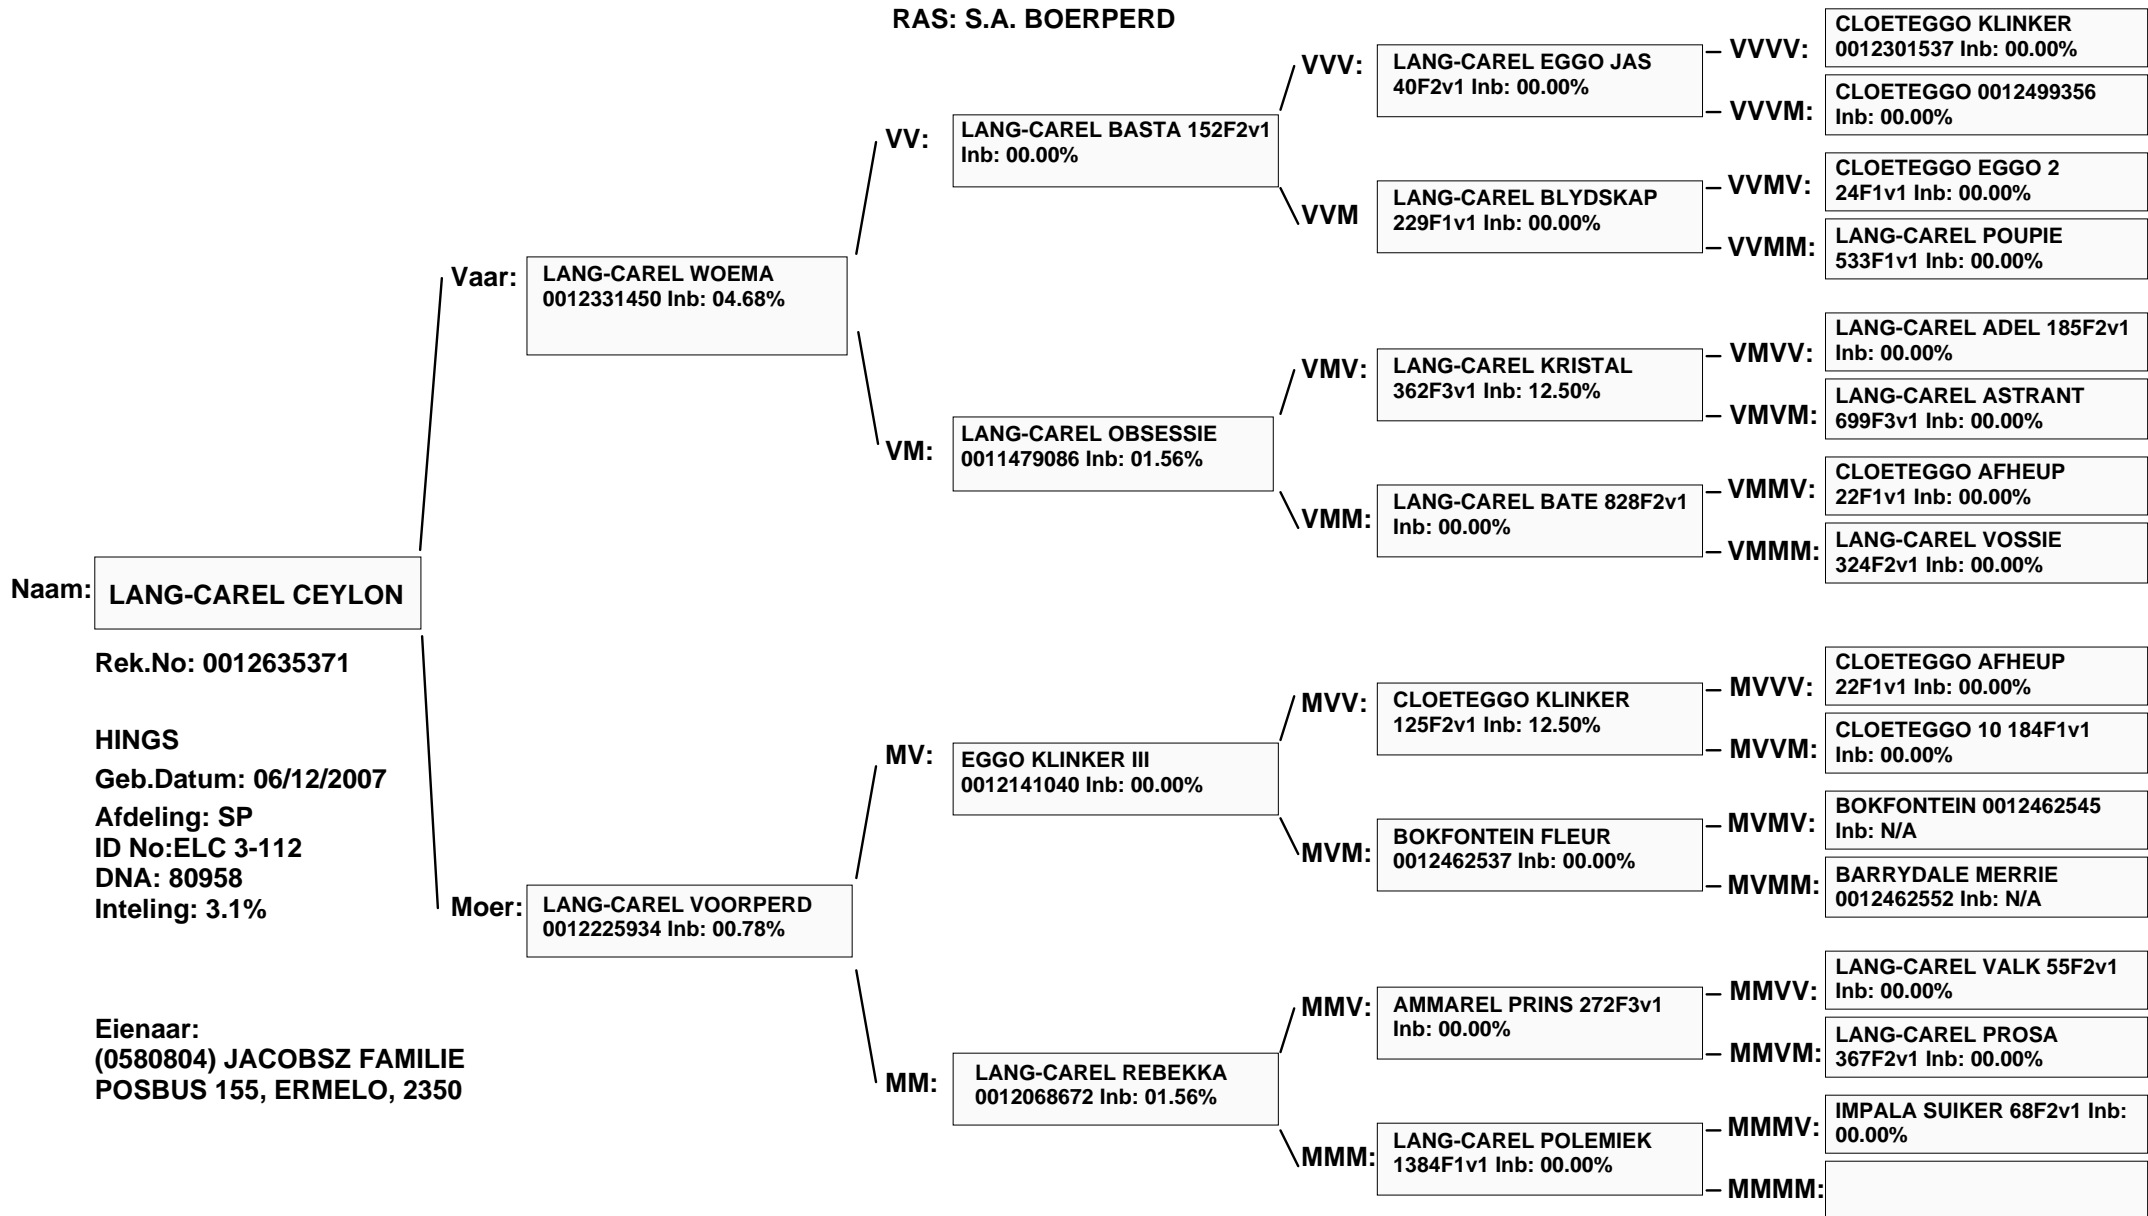 RAS: S.A. BOERPERD
Naam:
LANG-CAREL CEYLON
Rek.No: 0012635371
HINGS
Geb.Datum: 06/12/2007
Afdeling: SP
ID No:ELC 3-112
DNA: 80958
Inteling: 3.1%
Eienaar:
(0580804) JACOBSZ FAMILIE
POSBUS 155, ERMELO, 2350
Vaar:
LANG-CAREL WOEMA
0012331450 Inb: 04.68%
Moer:
LANG-CAREL VOORPERD
0012225934 Inb: 00.78%
VV:
LANG-CAREL BASTA 152F2v1
Inb: 00.00%
VM:
LANG-CAREL OBSESSIE
0011479086 Inb: 01.56%
MV:
EGGO KLINKER III
0012141040 Inb: 00.00%
MM:
LANG-CAREL REBEKKA
0012068672 Inb: 01.56%
VVV:
LANG-CAREL EGGO JAS
40F2v1 Inb: 00.00%
VVM
LANG-CAREL BLYDSKAP
229F1v1 Inb: 00.00%
VMV:
LANG-CAREL KRISTAL
362F3v1 Inb: 12.50%
VMM:
LANG-CAREL BATE 828F2v1
Inb: 00.00%
MVV:
CLOETEGGO KLINKER
125F2v1 Inb: 12.50%
MVM:
BOKFONTEIN FLEUR
0012462537 Inb: 00.00%
MMV:
AMMAREL PRINS 272F3v1
Inb: 00.00%
MMM:
LANG-CAREL POLEMIEK
1384F1v1 Inb: 00.00%
VVVV:
CLOETEGGO KLINKER
0012301537 Inb: 00.00%
VVVM:
CLOETEGGO 0012499356
Inb: 00.00%
VVMV:
CLOETEGGO EGGO 2
24F1v1 Inb: 00.00%
VVMM:
LANG-CAREL POUPIE
533F1v1 Inb: 00.00%
VMVV:
LANG-CAREL ADEL 185F2v1
Inb: 00.00%
VMVM:
LANG-CAREL ASTRANT
699F3v1 Inb: 00.00%
VMMV:
CLOETEGGO AFHEUP
22F1v1 Inb: 00.00%
VMMM:
LANG-CAREL VOSSIE
324F2v1 Inb: 00.00%
MVVV:
CLOETEGGO AFHEUP
22F1v1 Inb: 00.00%
MVVM:
CLOETEGGO 10 184F1v1
Inb: 00.00%
MVMV:
BOKFONTEIN 0012462545
Inb: N/A
MVMM:
BARRYDALE MERRIE
0012462552 Inb: N/A
MMVV:
LANG-CAREL VALK 55F2v1
Inb: 00.00%
MMVM:
LANG-CAREL PROSA
367F2v1 Inb: 00.00%
MMMV:
IMPALA SUIKER 68F2v1 Inb:
00.00%
MMMM: